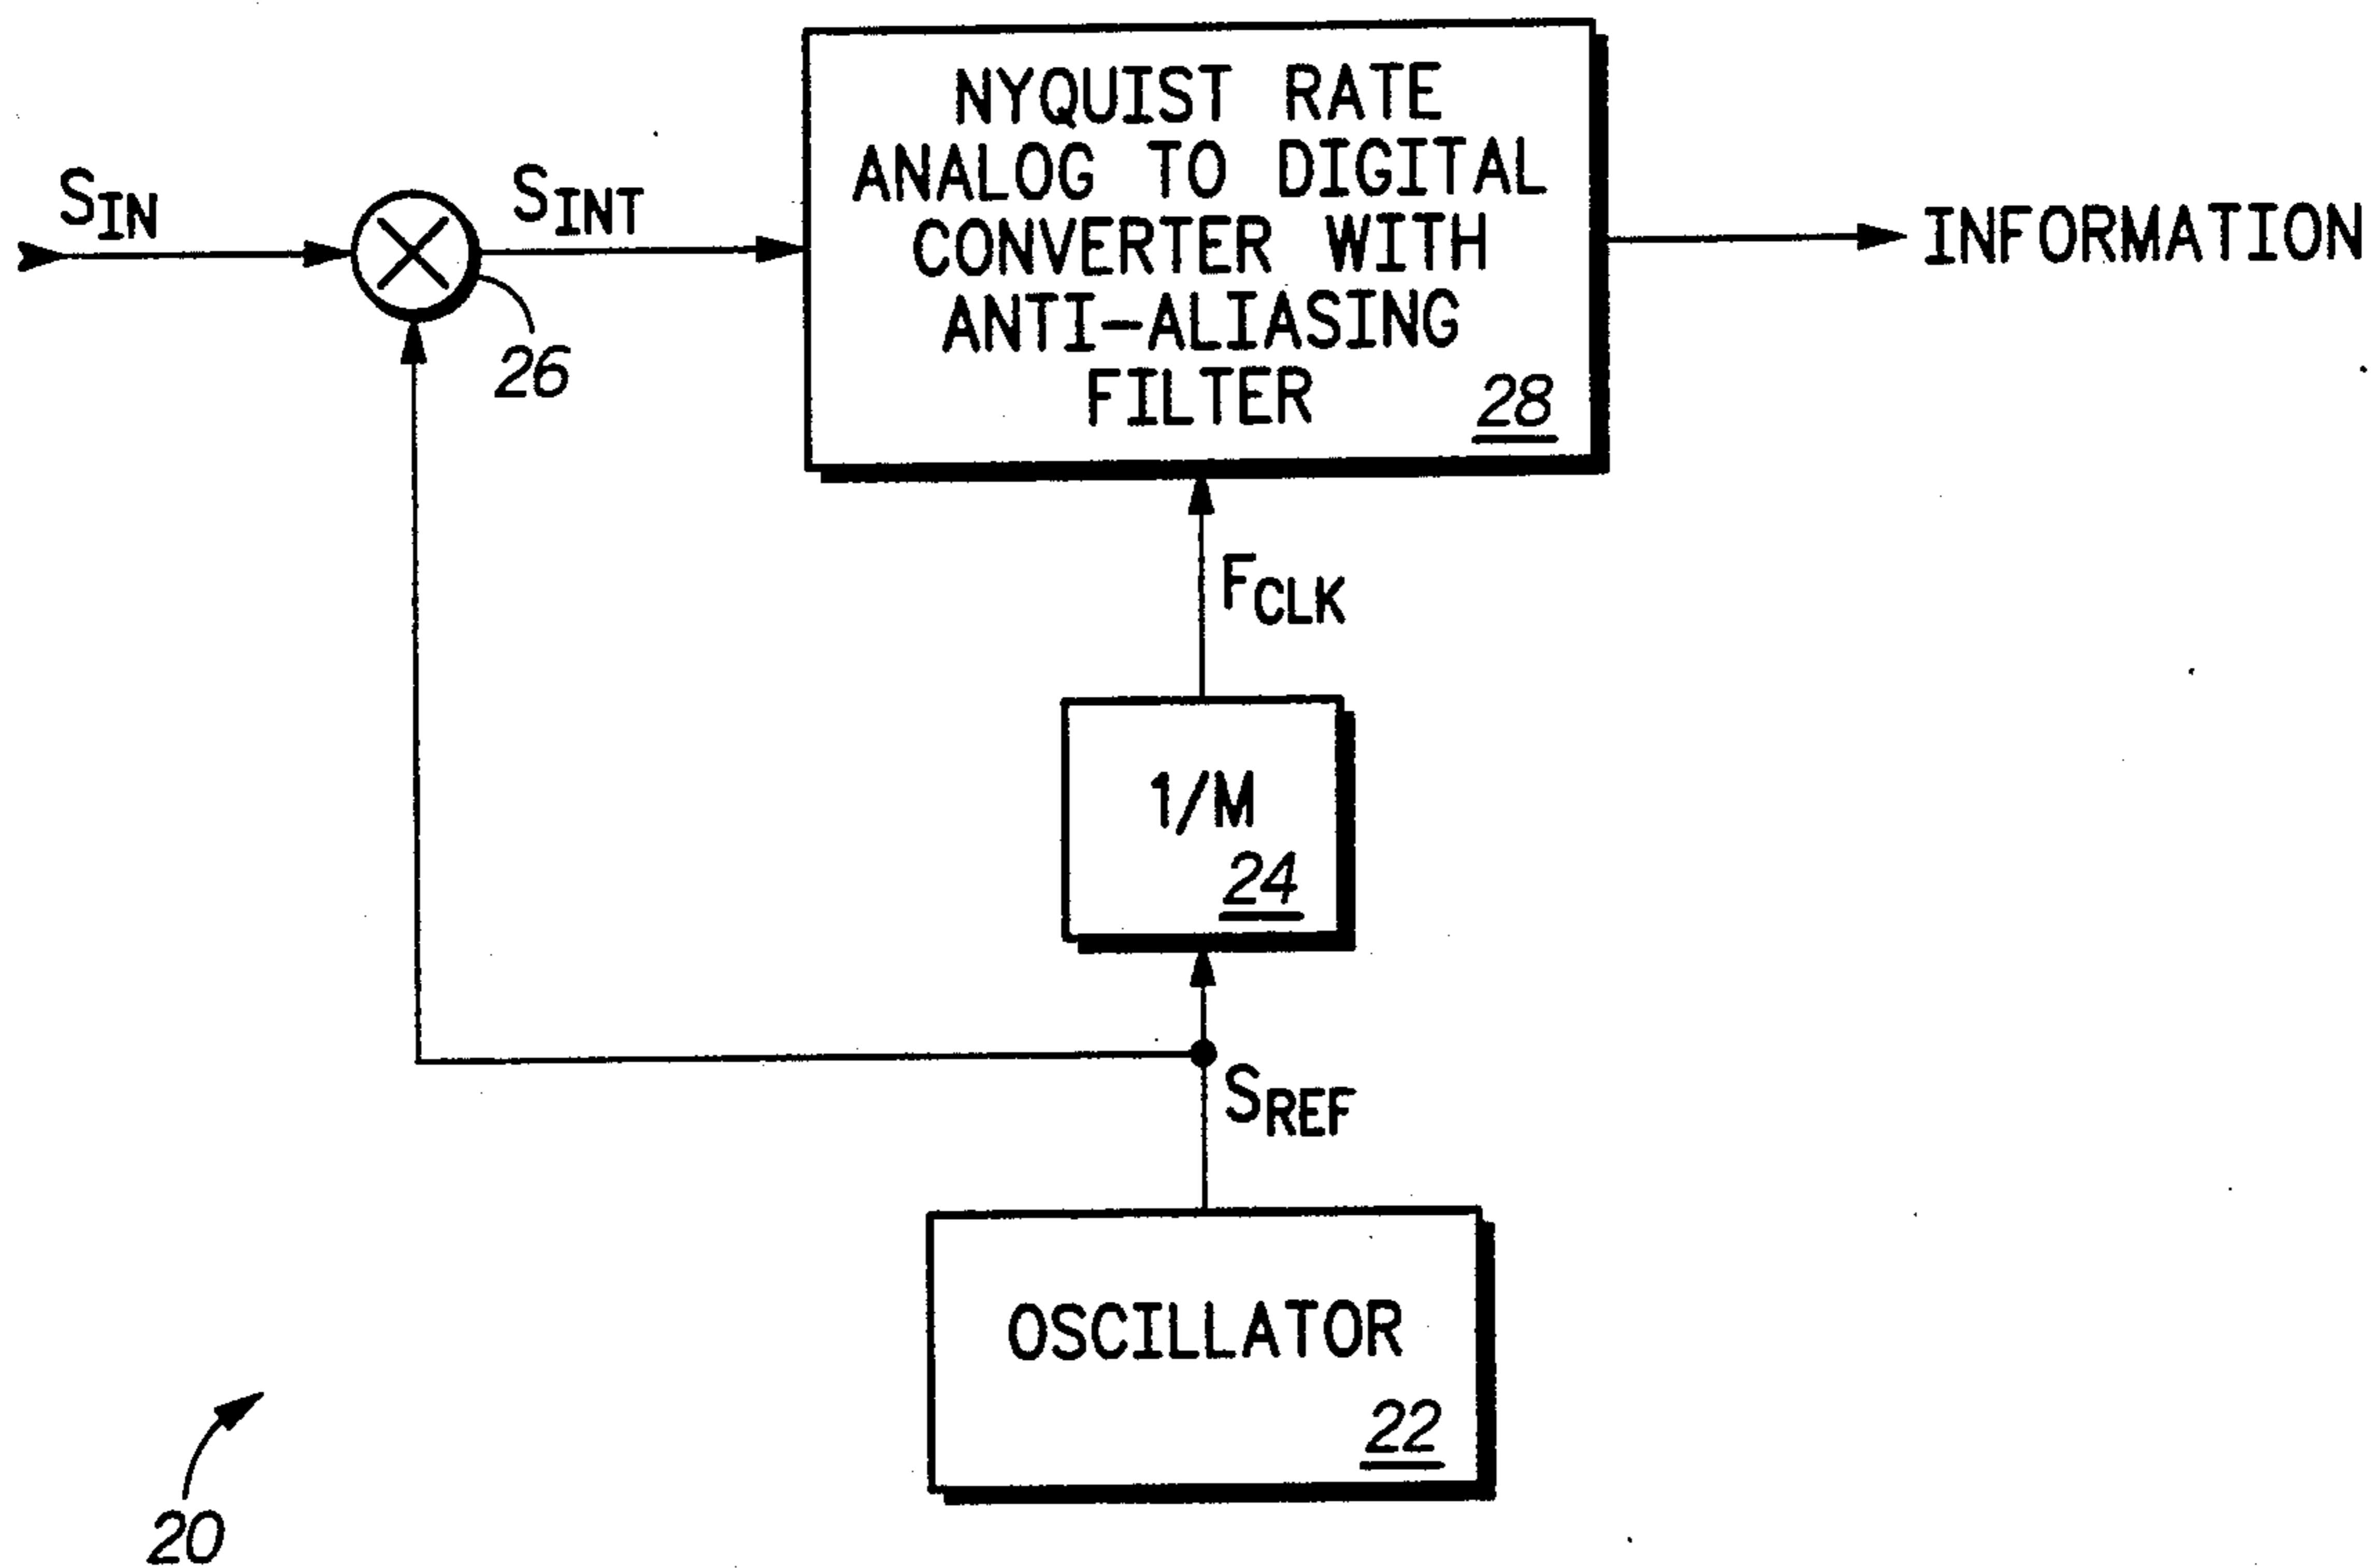 NYQUIST RATE
ANALOG TO DIGITAL
CONVERTER WITH
ANTI-ALIASING
FILTER
28
SIN
SINT
INFORMATION
26
FCLK
1/M
24
SREF
OSCILLATOR
22
20